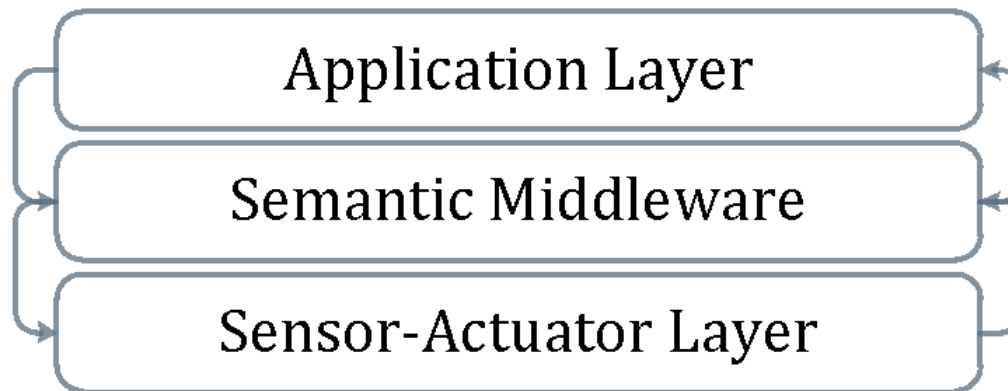 Application Layer
Semantic Middleware
Sensor-Actuator Layer